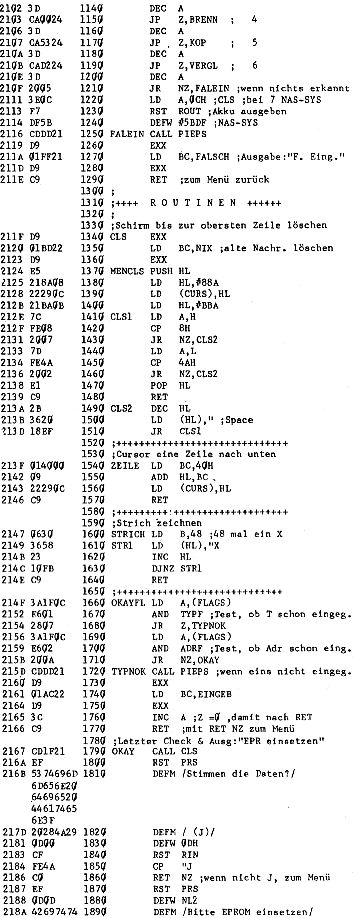 2102 3D 1140 DEC A
2103 CA0024 1150 JP Z,BRENN ; 4
2106 3D 1160 DEC A
2107 CA5324 1170 JP Z,KOP ; 5
210A 3D 1180 DEC A
210B CAD224 1190 JP Z,VERGL ; 6
210E 3D 1200 DEC A
210F 2005 1210 JR NZ,FALEIN ;wenn nichts erkannt
2111 3E0C 1220 LD A,0CH ;CLS ;bei 7 NAS-SYS
2113 F7 1230 RST ROUT ;Akku ausgeben
2114 DF5B 1240 DEFW #5BDF ;NAS-SYS
2116 CDDD21 1250 FALEIN CALL PIEPS
2119 D9 1260 EXX
211A 01FF21 1270 LD BC,FALSCH ;Ausgabe:"F. Eing."
211D D9 1280 EXX
211E C9 1290 RET ;zum Menü zurück
1300 ;
1310 ;++++ R O U T I N E N ++++++
1320 ;
1330 ;Schirm bis zur obersten Zeile löschen
211F D9 1340 CLS EXX
2120 01BD22 1350 LD BC,NIX ;alte Nachr. löschen
2123 D9 1360 EXX
2124 E5 1370 MENCLS PUSH HL
2125 218A08 1380 LD HL,#88A
2128 22290C 1390 LD (CURS),HL
212B 21BA0B 1400 LD HL,#BBA
212E 7C 1410 CLS1 LD A,H
212F FE08 1420 CP 8H
2131 2007 1430 JR NZ,CLS2
2133 7D 1440 LD A,L
2134 FE4A 1450 CP 4AH
2136 2002 1460 JR NZ,CLS2
2138 E1 1470 POP HL
2139 C9 1480 RET
213A 2B 1490 CLS2 DEC HL
213B 3620 1500 LD (HL)," ;Space
213D 18EF 1510 JR CLS1
1520 ;++++++++++++++++++++++++++++++
1530 ;Cursor eine Zeile nach unten
213F 014000 1540 ZEILE LD BC,40H
2142 09 1550 ADD HL,BC
2143 22290C 1560 LD (CURS),HL
2146 C9 1570 RET
1580 ;++++++++++++++++++++++++++++++
1590 ;Strich zeichnen
2147 0630 1600 STRICH LD B,48 ;48 mal ein X
2149 3658 1610 STR1 LD (HL),"X
214B 23 1620 INC HL
214C 10FB 1630 DJNZ STR1
214E C9 1640 RET
1650 ;++++++++++++++++++++++++++++++
214F 3A1F0C 1660 OKAYFL LD A,(FLAGS)
2152 E601 1670 AND TYPF ;Test, ob T schon eingeg.
2154 2807 1680 JR Z,TYPNOK
2156 3A1F0C 1690 LD A,(FLAGS)
2159 E602 1700 AND ADRF ;Test, ob Adr schon eing.
215B 200A 1710 JR NZ,OKAY
215D CDDD21 1720 TYPNOK CALL PIEPS ;wenn eins nicht eingeg.
2160 D9 1730 EXX
2161 01AC22 1740 LD BC,EINGEB
2164 D9 1750 EXX
2165 3C 1760 INC A ;Z =0 ,damit nach RET
2166 C9 1770 RET ;mit RET NZ zum Menü
1780 ;Letzter Check & Ausg:"EPR einsetzen"
2167 CD1F21 1790 OKAY CALL CLS
216A EF 1800 RST PRS
216B 5374696D 1810 DEFM /Stimmen die Daten?/
6D656E20
64696520
44617465
6E3F
217D 20284A29 1820 DEFM / (J)/
2181 0D00 1830 DEFW 0DH
2183 CF 1840 RST RIN
2184 FE4A 1850 CP "J
2186 C0 1860 RET NZ ;wenn nicht J, zum Menü
2187 EF 1870 RST PRS
2188 0D0D 1880 DEFW NLZ
218A 42697474 1890 DEFM /Bitte EPROM einsetzen/